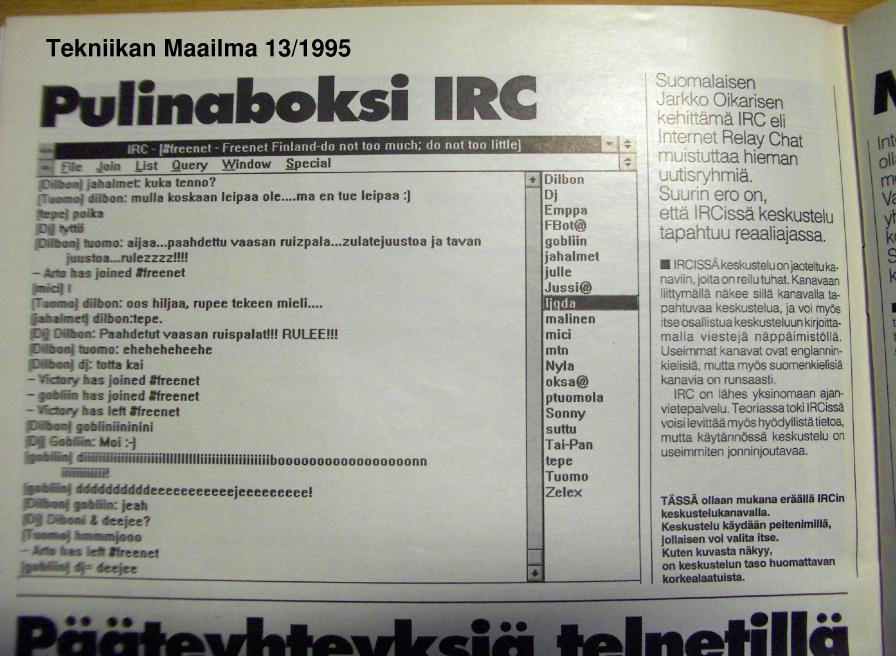 Tekniikan Maailma 13/1995
Pulinaboksi IRC
IRC - [#freenet - Freenet Finland-do not too much; do not too little]
File Join List Query Window Special
[Dilbon] jahalmet: kuka tenno?
[Tuomo] dilbon: mulla koskaan leipaa ole....ma en tue leipaa :]
[tepe] poika
[Dj] tyttö
[Dilbon] tuomo: aijaa...paahdettu vaasan ruizpala...zulatejuustoa ja tavan
juustoa...rulezzzz!!!!
– Arto has joined #freenet
[mici] !
[Tuomo] dilbon: oos hiljaa, rupee tekeen mieli....
[jahalmet] dilbon:tepe.
[Dj] Dilbon: Paahdetut vaasan ruispalat!!! RULEE!!!
[Dilbon] tuomo: eheheheheehe
[Dilbon] dj: totta kai
– Victory has joined #freenet
– gobliin has joined #freenet
– Victory has left #freenet
[Dilbon] gobliniininini
[Dj] Gobliin: Moi :-]
[gobliin]
[gobliin]
[Dilbon] gobliin: jeah
[Dj] Diboni & deejee?
[Tuomo] hmmmjooo
– Arto has left #freenet
[gobliin] dj= deejee
Dilbon
Dj
Emppa
FBot@
gobliin
jahalmet
julle
Jussi@
ljqda
malinen
mici
mtn
Nyla
oksa@
ptuomola
Sonny
suttu
Tai-Pan
tepe
Tuomo
Zelex
Suomalaisen
Jarkko Oikarisen
kehittämä IRC eli
Internet Relay Chat
muistuttaa hieman
uutisryhmiä.
Suurin ero on,
että IRCissä keskustelu
tapahtuu reaaliajassa.
■ IRCISSÄ keskustelu on jaoteltu ka-
naviin, joita on reilu tuhat. Kanavaan
liittymällä näkee sillä kanavalla ta-
pahtuvaa keskustelua, ja voi myös
itse osallistua keskusteluun kirjoitta-
malla viestejä näppäimistöllä.
Useimmat kanavat ovat englannin-
kielisiä, mutta myös suomenkielisiä
kanavia on runsaasti.
IRC on lähes yksinomaan ajan-
vietepalvelu. Teoriassa toki IRCissä
voisi levittää myös hyödyllistä tietoa,
mutta käytännössä keskustelu on
useimmiten jonninjoutavaa.
TÄSSÄ ollaan mukana eräällä IRCin
keskustelukanavalla.
Keskustelu käydään peitenimillä,
jollaisen voi valita itse.
Kuten kuvasta näkyy,
on keskustelun taso huomattavan
korkealaatuista.
Pääteyhteyksiä telnetillä